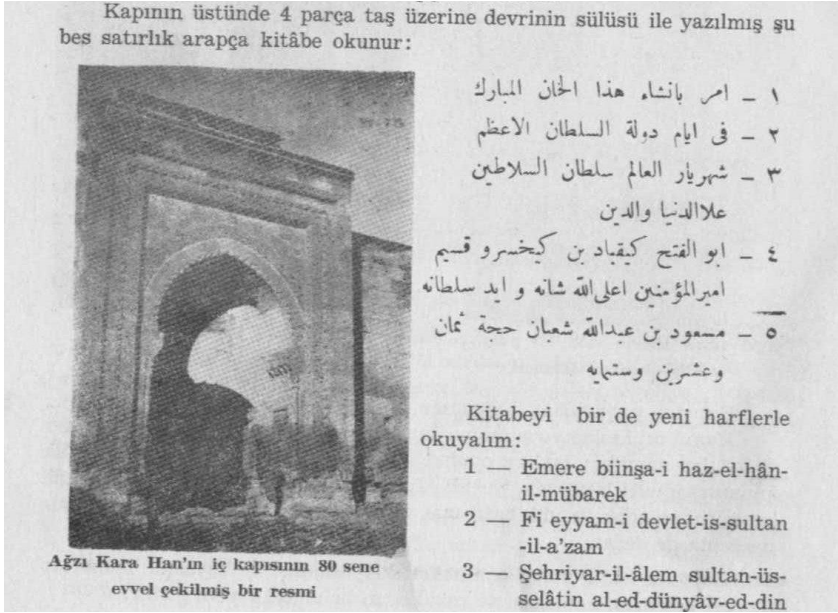 Kapının üstünde 4 parça taş üzerine devrinin sülüsü ile yazılmış şu
beş satırlık arapça kitâbe okunur:
١ – امر بانشاء هذا الخان المبارك
٢ – فى ايام دولة السلطان الاعظم
٣ – شهريار العالم سلطان السلاطين
علاالدنيا والدين
٤ – ابو الفتح كيقباد بن كيخسرو قسيم
اميرالمؤمنين اعلى الله شانه و ايد سلطانه
٥ – مسعود بن عبدالله شعبان حجة ثمان
وعشرين وستمايه
Kitabeyi bir de yeni harflerle
okuyalım:
1 — Emere biinşa-i haz-el-hân-
il-mübarek
2 — Fi eyyam-i devlet-is-sultan
-il-a'zam
3 — Şehriyar-il-âlem sultan-üs-
selâtin al-ed-dünyâv-ed-din
Ağzı Kara Han'ın iç kapısının 80 sene
evvel çekilmiş bir resmi